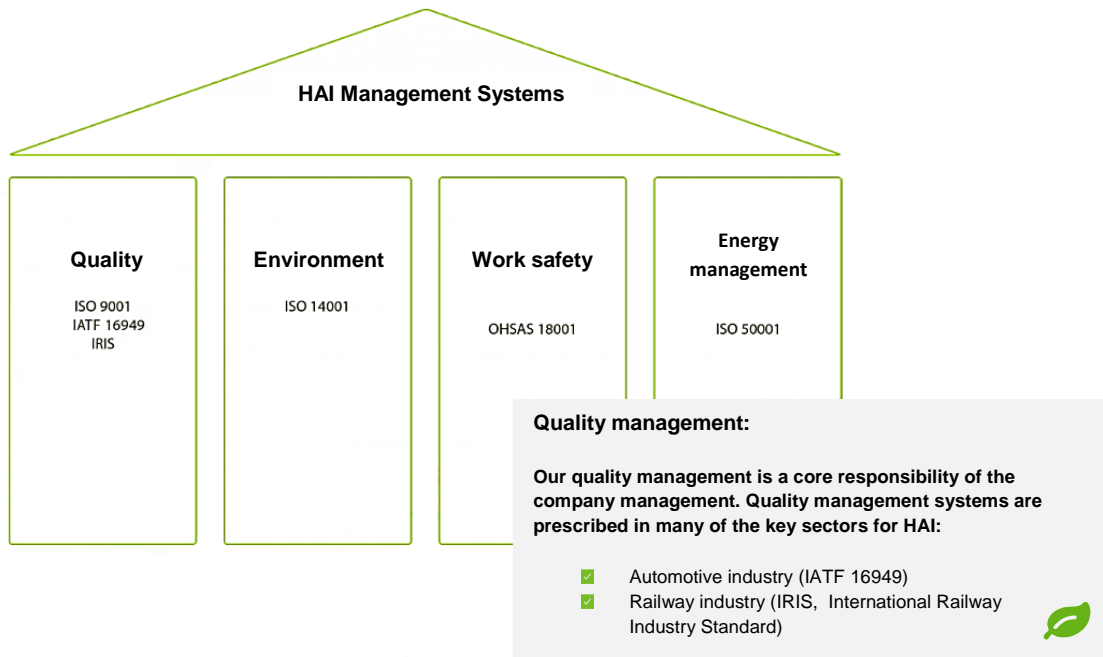 HAI Management Systems
Quality
ISO 9001
IATF 16949
IRIS
Environment
ISO 14001
Work safety
OHSAS 18001
Energy
management
ISO 50001
Quality management:
Our quality management is a core responsibility of the
company management. Quality management systems are
prescribed in many of the key sectors for HAI:
Automotive industry (IATF 16949)
Railway industry (IRIS, International Railway
Industry Standard)